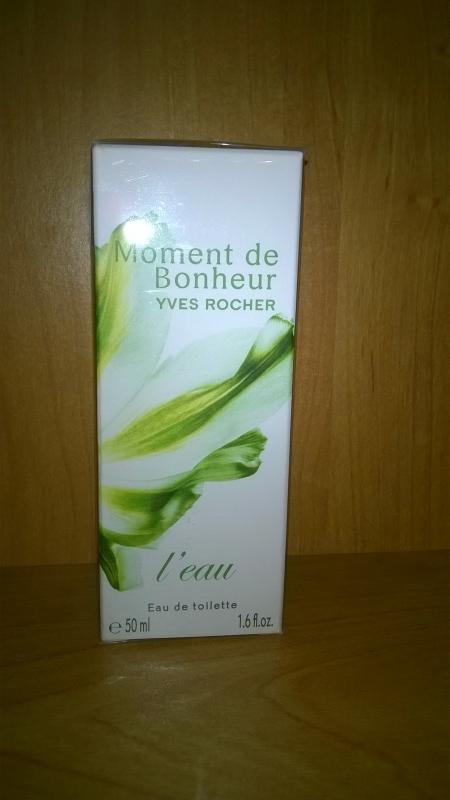 Moment de
Bonheur
YVES ROCHER
l'eau
Eau de toilette
℮ 50 ml 1.6 fl.oz.